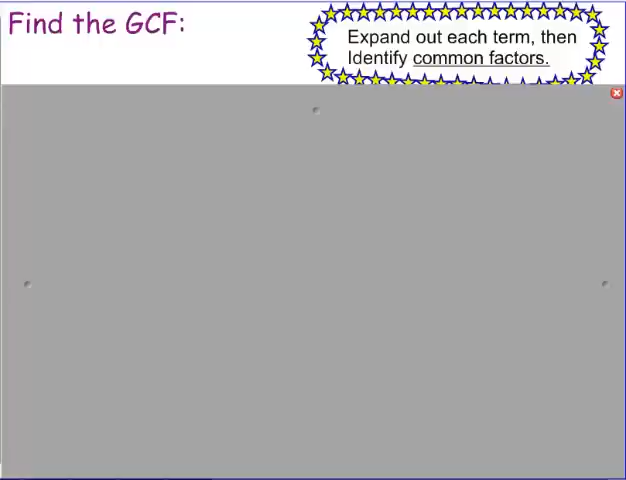 Find the GCF:
Expand out each term, then
Identify common factors.